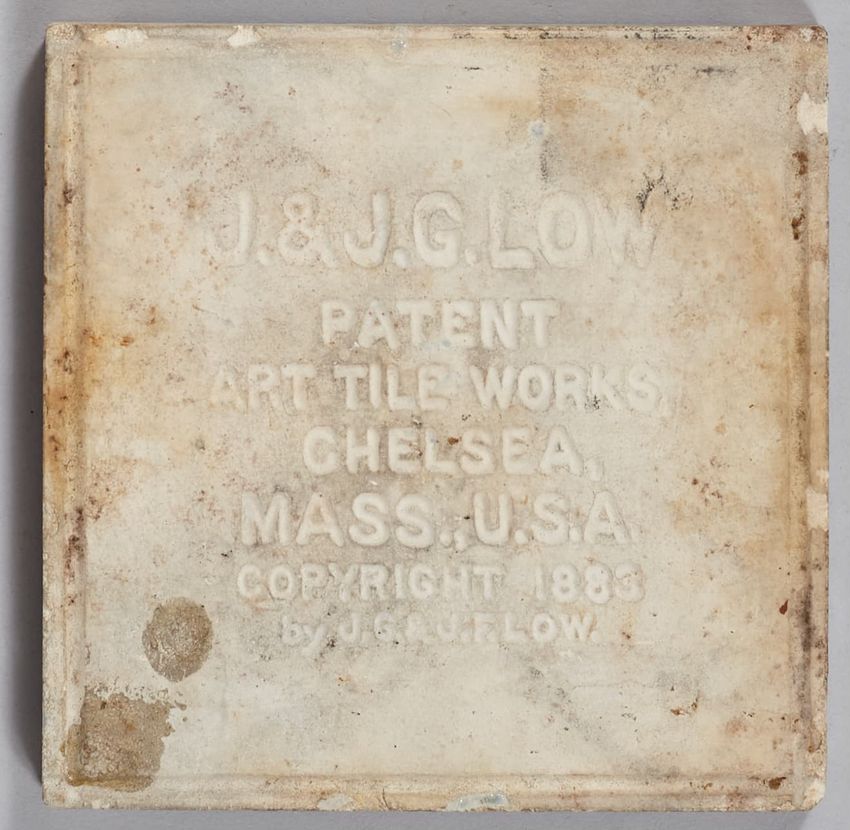 J. & J.G. LOW
PATENT
ART TILE WORKS,
CHELSEA,
MASS., U.S.A.
COPYRIGHT 1883
by J.G. & J.F. LOW.